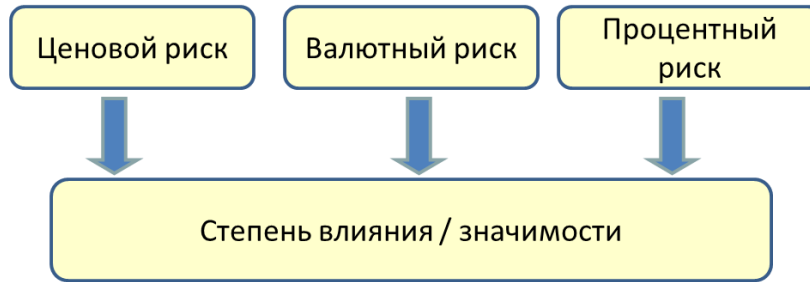 Ценовой риск
Валютный риск
Процентный
риск
Степень влияния / значимости